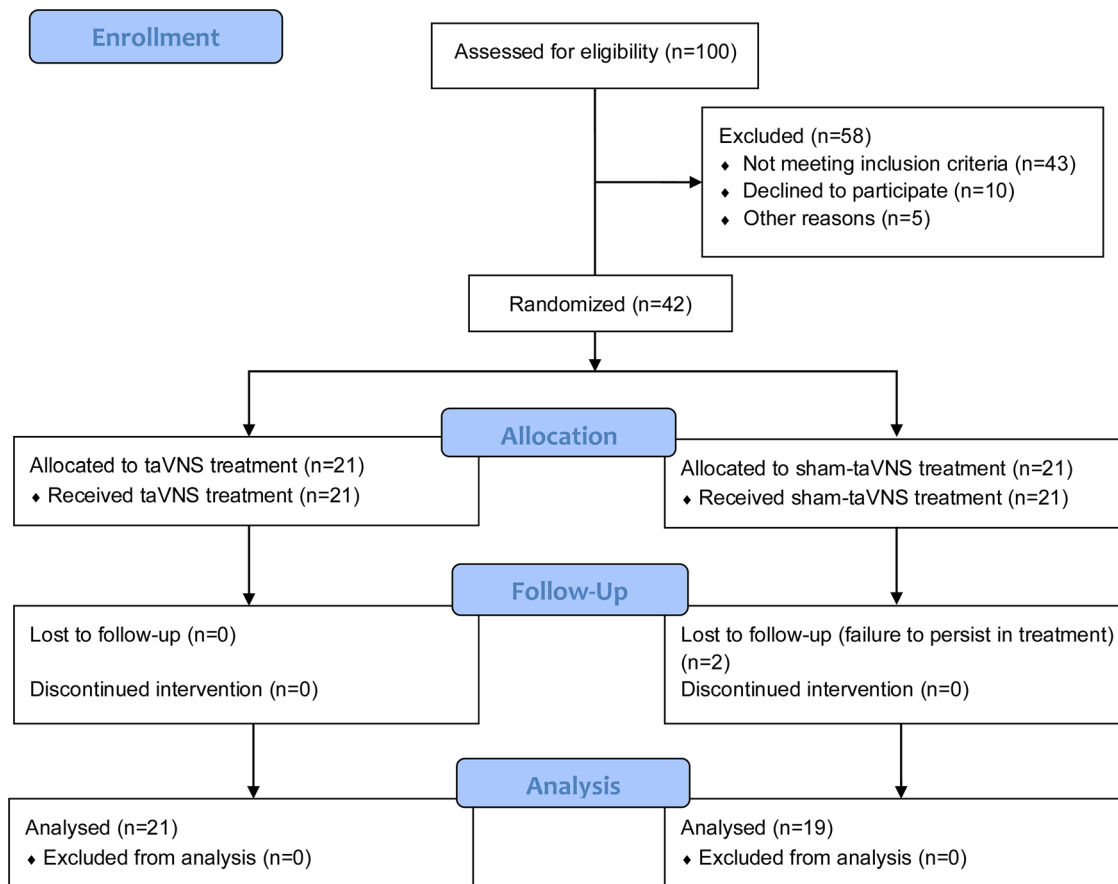 Enrollment
Assessed for eligibility (n=100)
Excluded (n=58)
♦ Not meeting inclusion criteria (n=43)
♦ Declined to participate (n=10)
♦ Other reasons (n=5)
Randomized (n=42)
Allocation
Allocated to taVNS treatment (n=21)
♦ Received taVNS treatment (n=21)
Allocated to sham-taVNS treatment (n=21)
♦ Received sham-taVNS treatment (n=21)
Follow-Up
Lost to follow-up (n=0)
Discontinued intervention (n=0)
Lost to follow-up (failure to persist in treatment)
(n=2)
Discontinued intervention (n=0)
Analysis
Analysed (n=21)
♦ Excluded from analysis (n=0)
Analysed (n=19)
♦ Excluded from analysis (n=0)